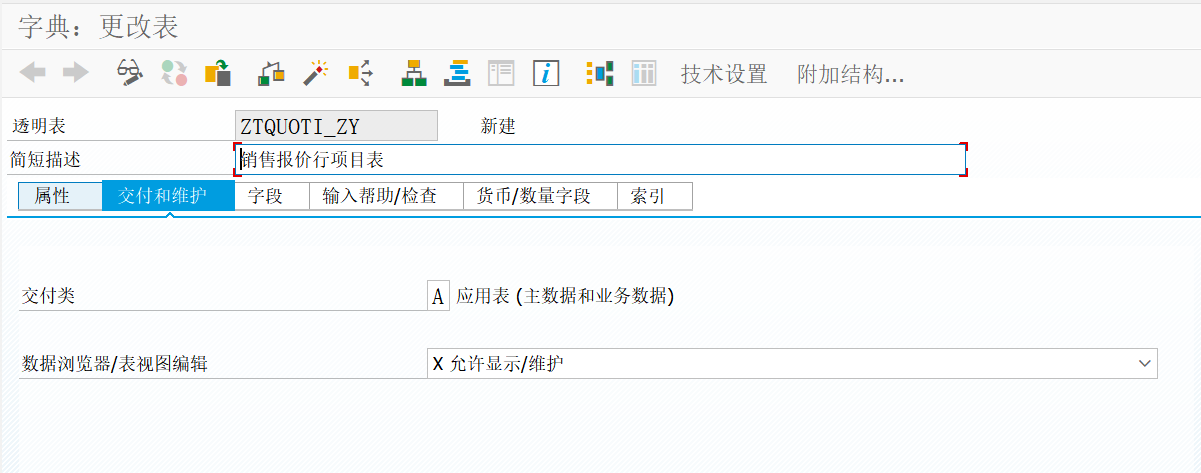 字典：更改表
技术设置 附加结构...
透明表 ZTQUOTI_ZY 新建
简短描述 销售报价行项目表
属性 交付和维护 字段 输入帮助/检查 货币/数量字段 索引
交付类 A 应用表 (主数据和业务数据)
数据浏览器/表视图编辑 X 允许显示/维护